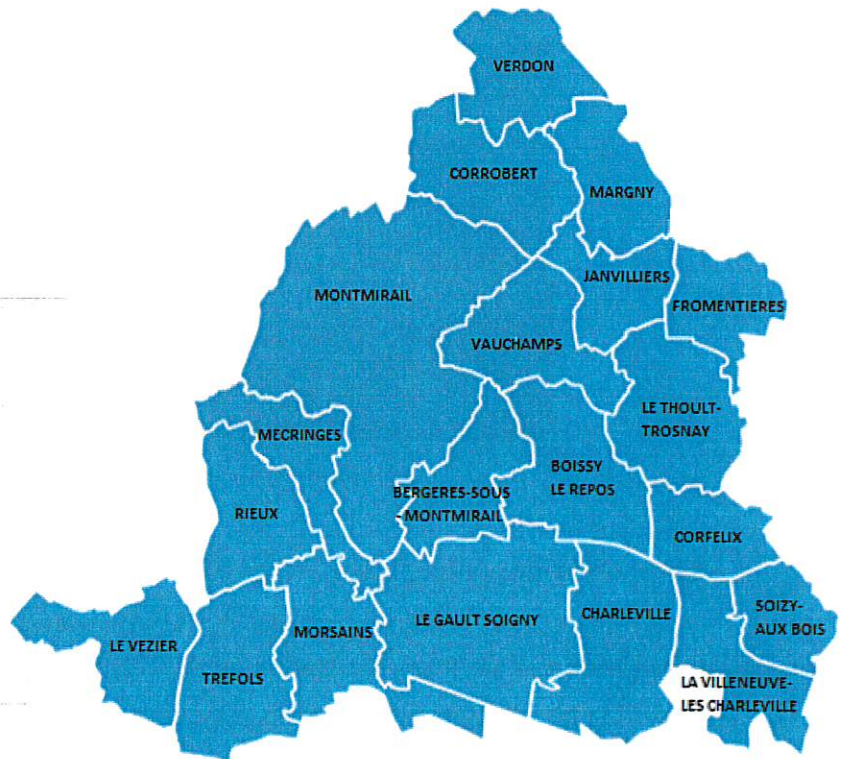 VERDON
CORROBERT
MARGNY
MONTMIRAIL
JANVILLIERS
FROMENTIERES
VAUCHAMPS
LE THOULT-
TROSNAY
MECRINGES
BERGERES-SOUS
- MONTMIRAIL
BOISSY
LE REPOS
RIEUX
CORFELIX
LE VEZIER
TREFOLS
MORSAINS
LE GAULT SOIGNY
CHARLEVILLE
SOIZY-
AUX BOIS
LA VILLENEUVE-
LES CHARLEVILLE